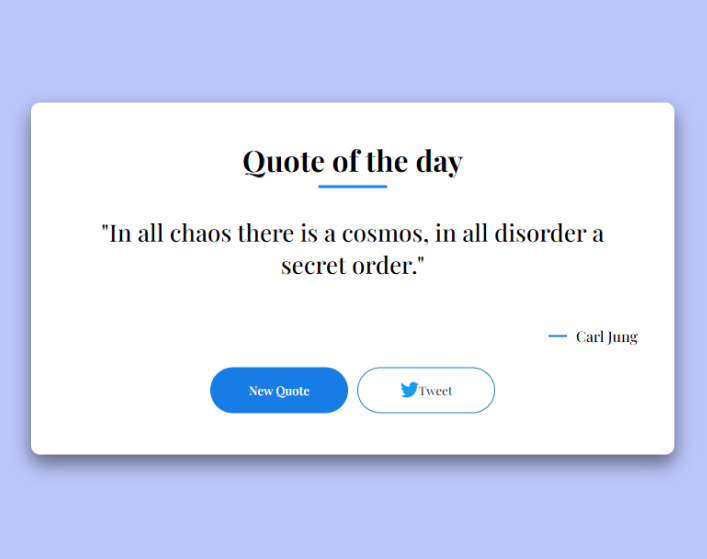 Quote of the day
"In all chaos there is a cosmos, in all disorder a
secret order."
Carl Jung
New Quote
Tweet